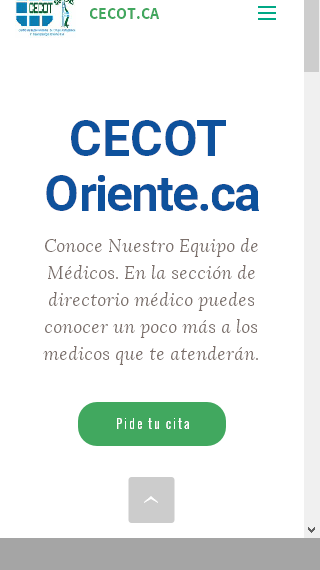 CECOT
CECOT.CA
CECOT
Oriente.ca
Conoce Nuestro Equipo de
Médicos. En la sección de
directorio médico puedes
conocer un poco más a los
medicos que te atenderán.
Pide tu cita